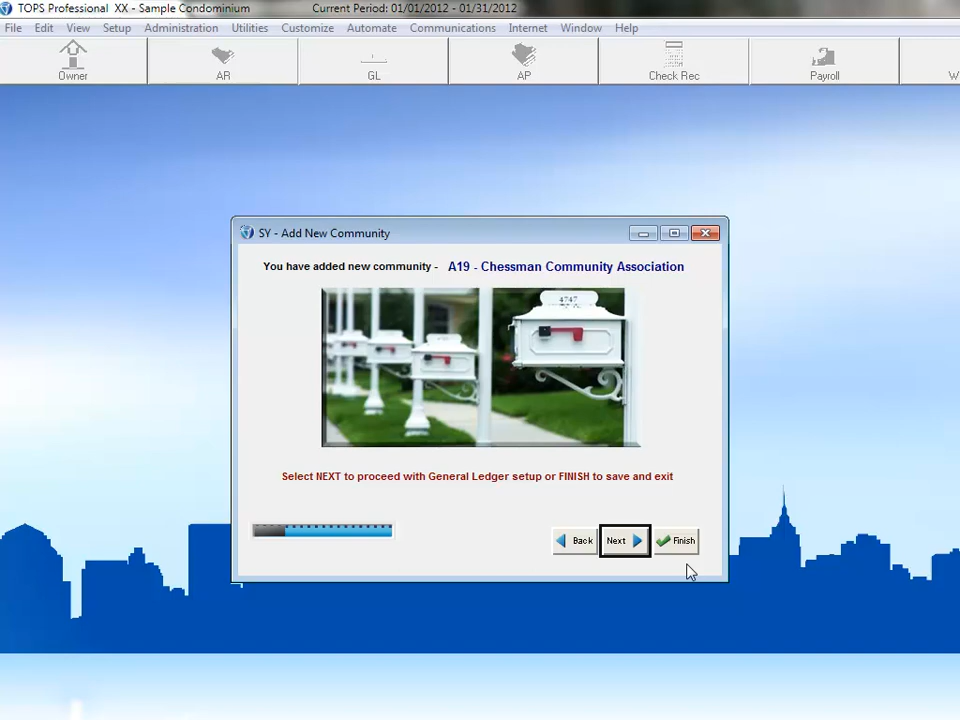 TOPS Professional XX - Sample Condominium Current Period: 01/01/2012 - 01/31/2012
File Edit View Setup Administration Utilities Customize Automate Communications Internet Window Help
Owner AR GL AP Check Rec Payroll W
SY - Add New Community
You have added new community - A19 - Chessman Community Association
4747
Select NEXT to proceed with General Ledger setup or FINISH to save and exit
Back Next Finish